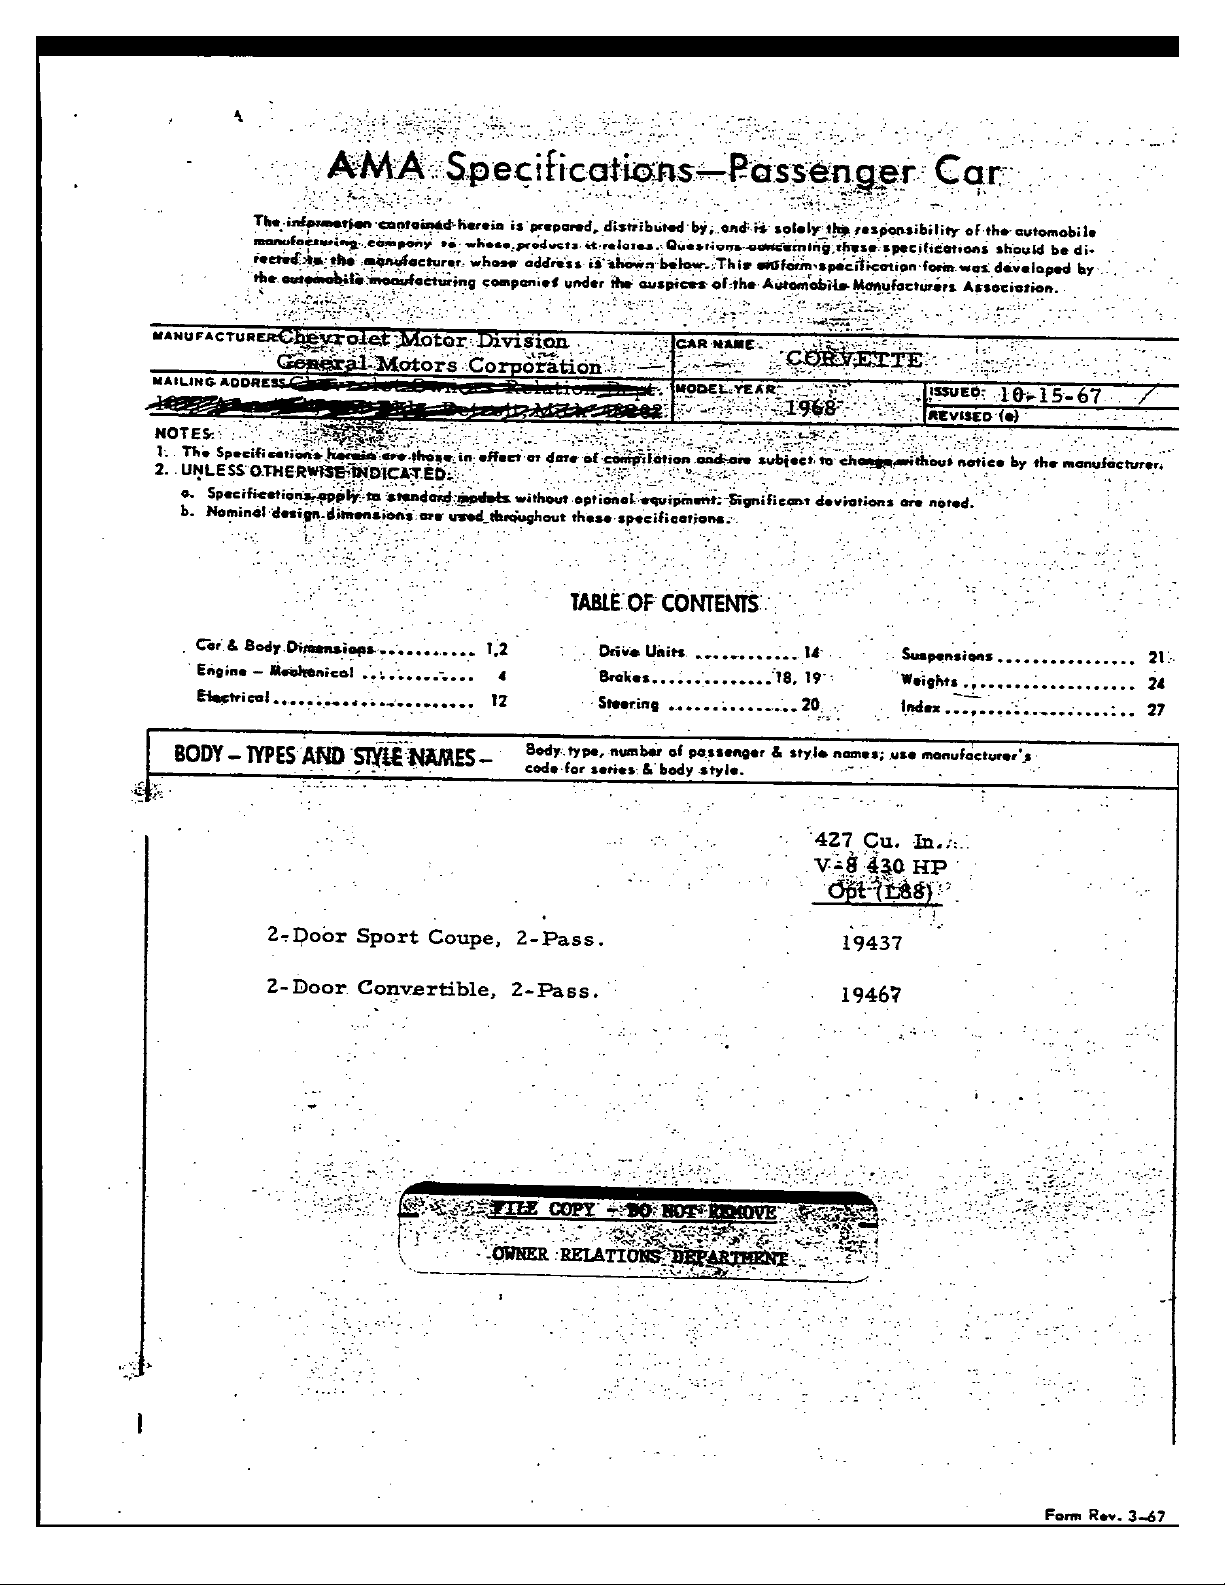 AMA Specifications—Passenger Car
The information contained herein is prepared, distributed by, and is solely the responsibility of the automobile
manufacturing company to whose products it relates. Questions concerning these specifications should be di-
rected to the manufacturer whose address is shown below. This uniform specification form was developed by
the automobile manufacturing companies under the auspices of the Automobile Manufacturers Association.
MANUFACTURER Chevrolet Motor Division
General Motors Corporation
CAR NAME
CORVETTE
MAILING ADDRESS Chevrolet Owners Relation Dept.
48202
MODEL YEAR
1968
ISSUED: 10-15-67
REVISED (●)
NOTES:
1. The Specifications herein are those in effect at date of compilation and are subject to change without notice by the manufacturer.
2. UNLESS OTHERWISE INDICATED:
a. Specifications apply to standard models without optional equipment. Significant deviations are noted.
b. Nominal design dimensions are used throughout these specifications.
TABLE OF CONTENTS
Car & Body Dimensions ........... 1,2
Engine — Mechanical ............ 4
Electrical ....................... 12
Drive Units ............ 14
Brakes.............. 18, 19
Steering ............... 20
Suspensions ................ 21
Weights .................... 24
Index ...................... 27
BODY — TYPES AND STYLE NAMES — Body type, number of passenger & style names; use manufacturer's
code for series & body style.
427 Cu. In.
V-8 430 HP
Opt (L88)
2-Door Sport Coupe, 2-Pass. 19437
2-Door Convertible, 2-Pass. 19467
FILE COPY - DO NOT REMOVE
OWNER RELATIONS DEPARTMENT
Form Rev. 3-67